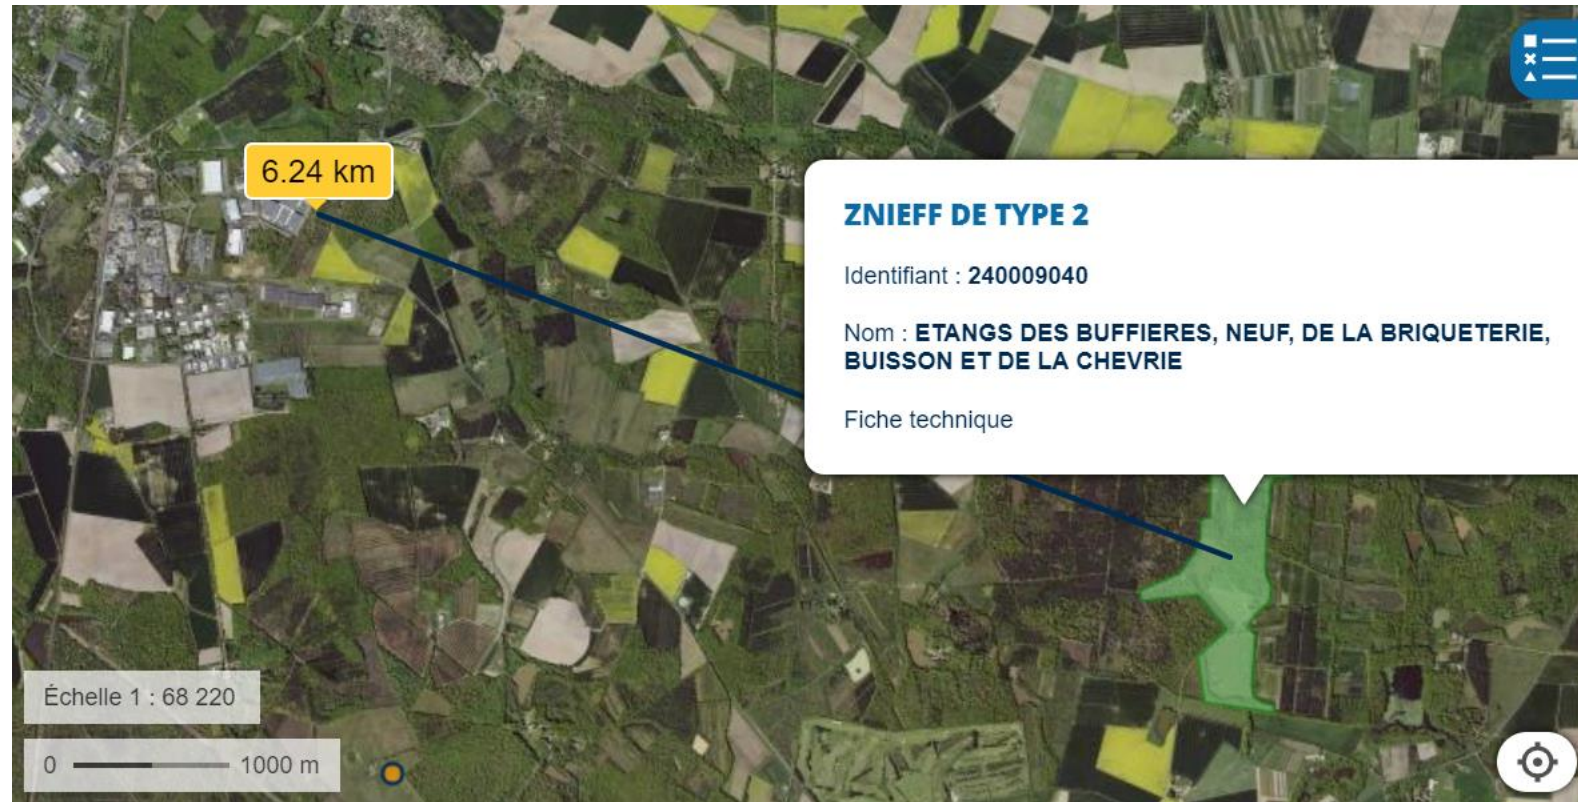 6.24 km
ZNIEFF DE TYPE 2
Identifiant : 240009040
Nom : ETANGS DES BUFFIERES, NEUF, DE LA BRIQUETERIE,
BUISSON ET DE LA CHEVRIE
Fiche technique
Échelle 1 : 68 220
0 1000 m